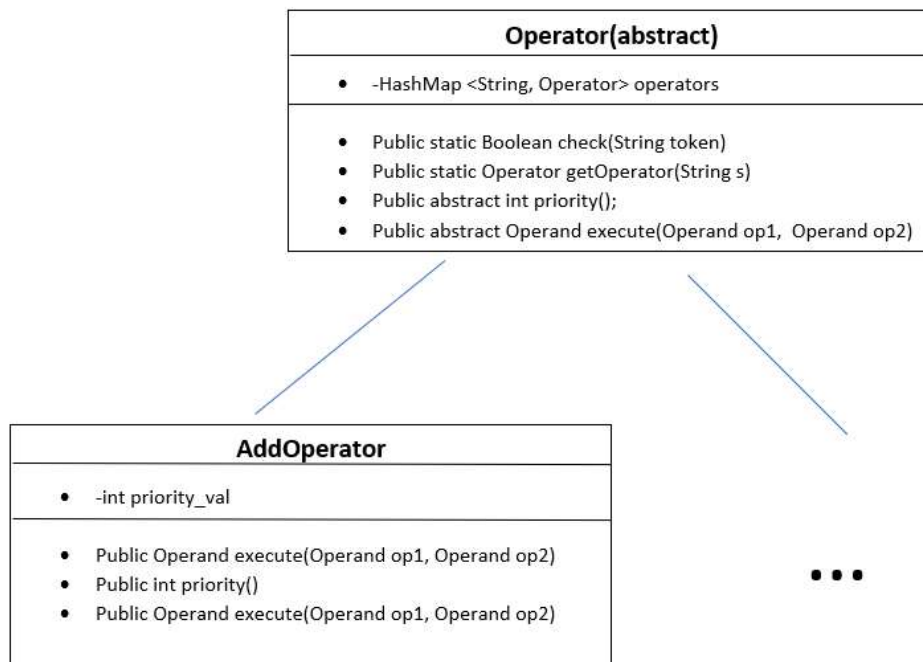 Operator(abstract)
• -HashMap <String, Operator> operators
• Public static Boolean check(String token)
• Public static Operator getOperator(String s)
• Public abstract int priority();
• Public abstract Operand execute(Operand op1, Operand op2)
AddOperator
• -int priority_val
• Public Operand execute(Operand op1, Operand op2)
• Public int priority()
• Public Operand execute(Operand op1, Operand op2)
...